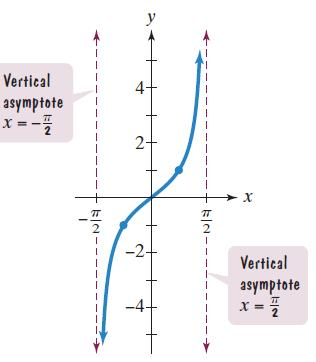 y
Vertical
asymptote
x = -π/2
4
2
x
-π/2
π/2
-2
-4
Vertical
asymptote
x = π/2